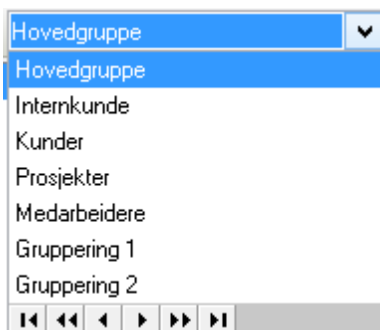 Hovedgruppe
Hovedgruppe
Internkunde
Kunder
Prosjekter
Medarbeidere
Gruppering 1
Gruppering 2